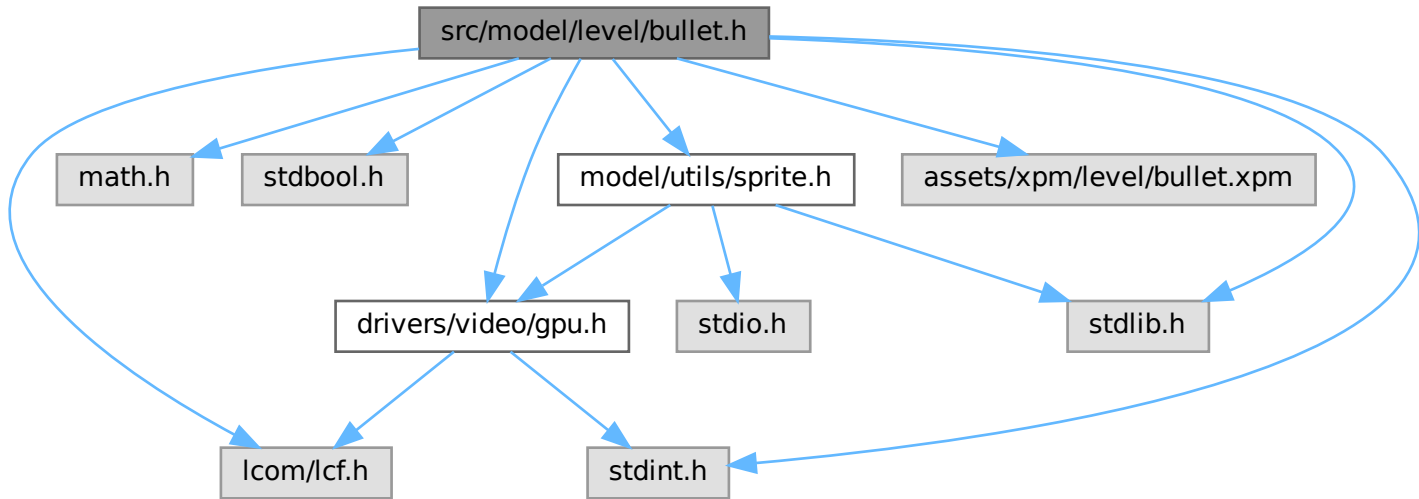 src/model/level/bullet.h
math.h
stdbool.h
model/utils/sprite.h
assets/xpm/level/bullet.xpm
drivers/video/gpu.h
stdio.h
stdlib.h
lcom/lcf.h
stdint.h